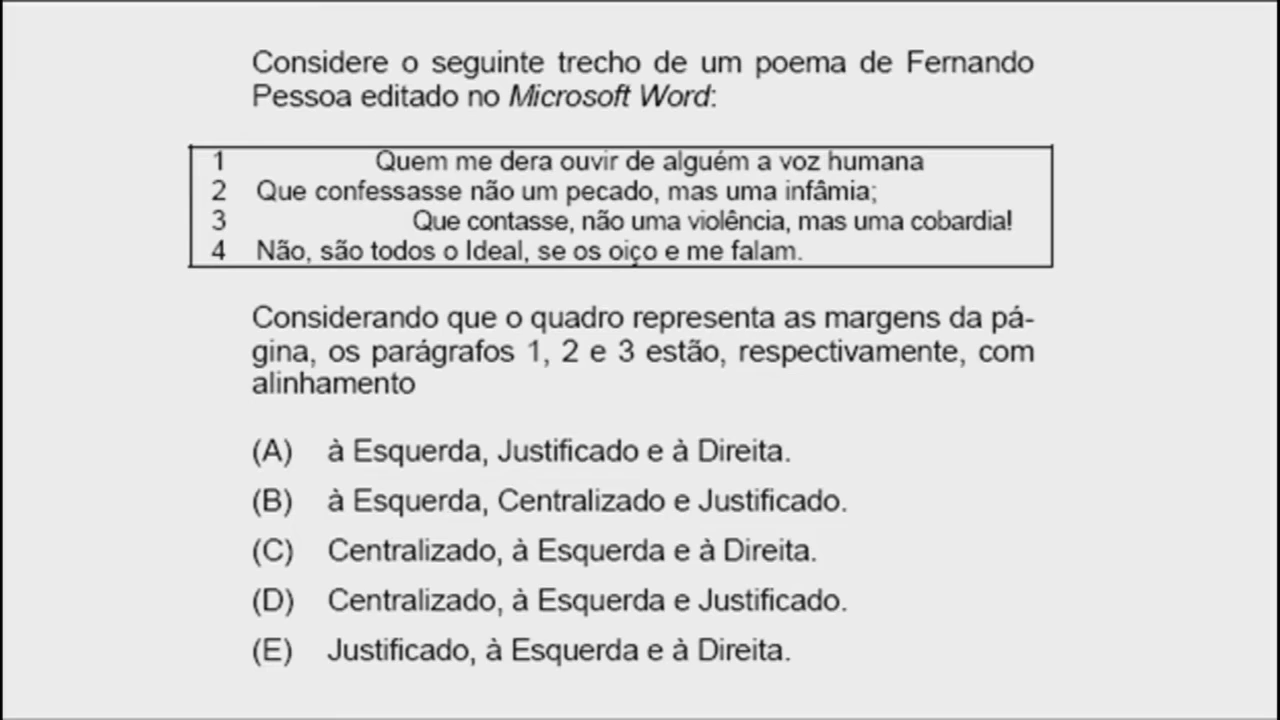 Considere o seguinte trecho de um poema de Fernando
Pessoa editado no Microsoft Word:
1 Quem me dera ouvir de alguém a voz humana
2 Que confessasse não um pecado, mas uma infâmia;
3 Que contasse, não uma violência, mas uma cobardia!
4 Não, são todos o Ideal, se os oiço e me falam.
Considerando que o quadro representa as margens da pá-
gina, os parágrafos 1, 2 e 3 estão, respectivamente, com
alinhamento
(A) à Esquerda, Justificado e à Direita.
(B) à Esquerda, Centralizado e Justificado.
(C) Centralizado, à Esquerda e à Direita.
(D) Centralizado, à Esquerda e Justificado.
(E) Justificado, à Esquerda e à Direita.